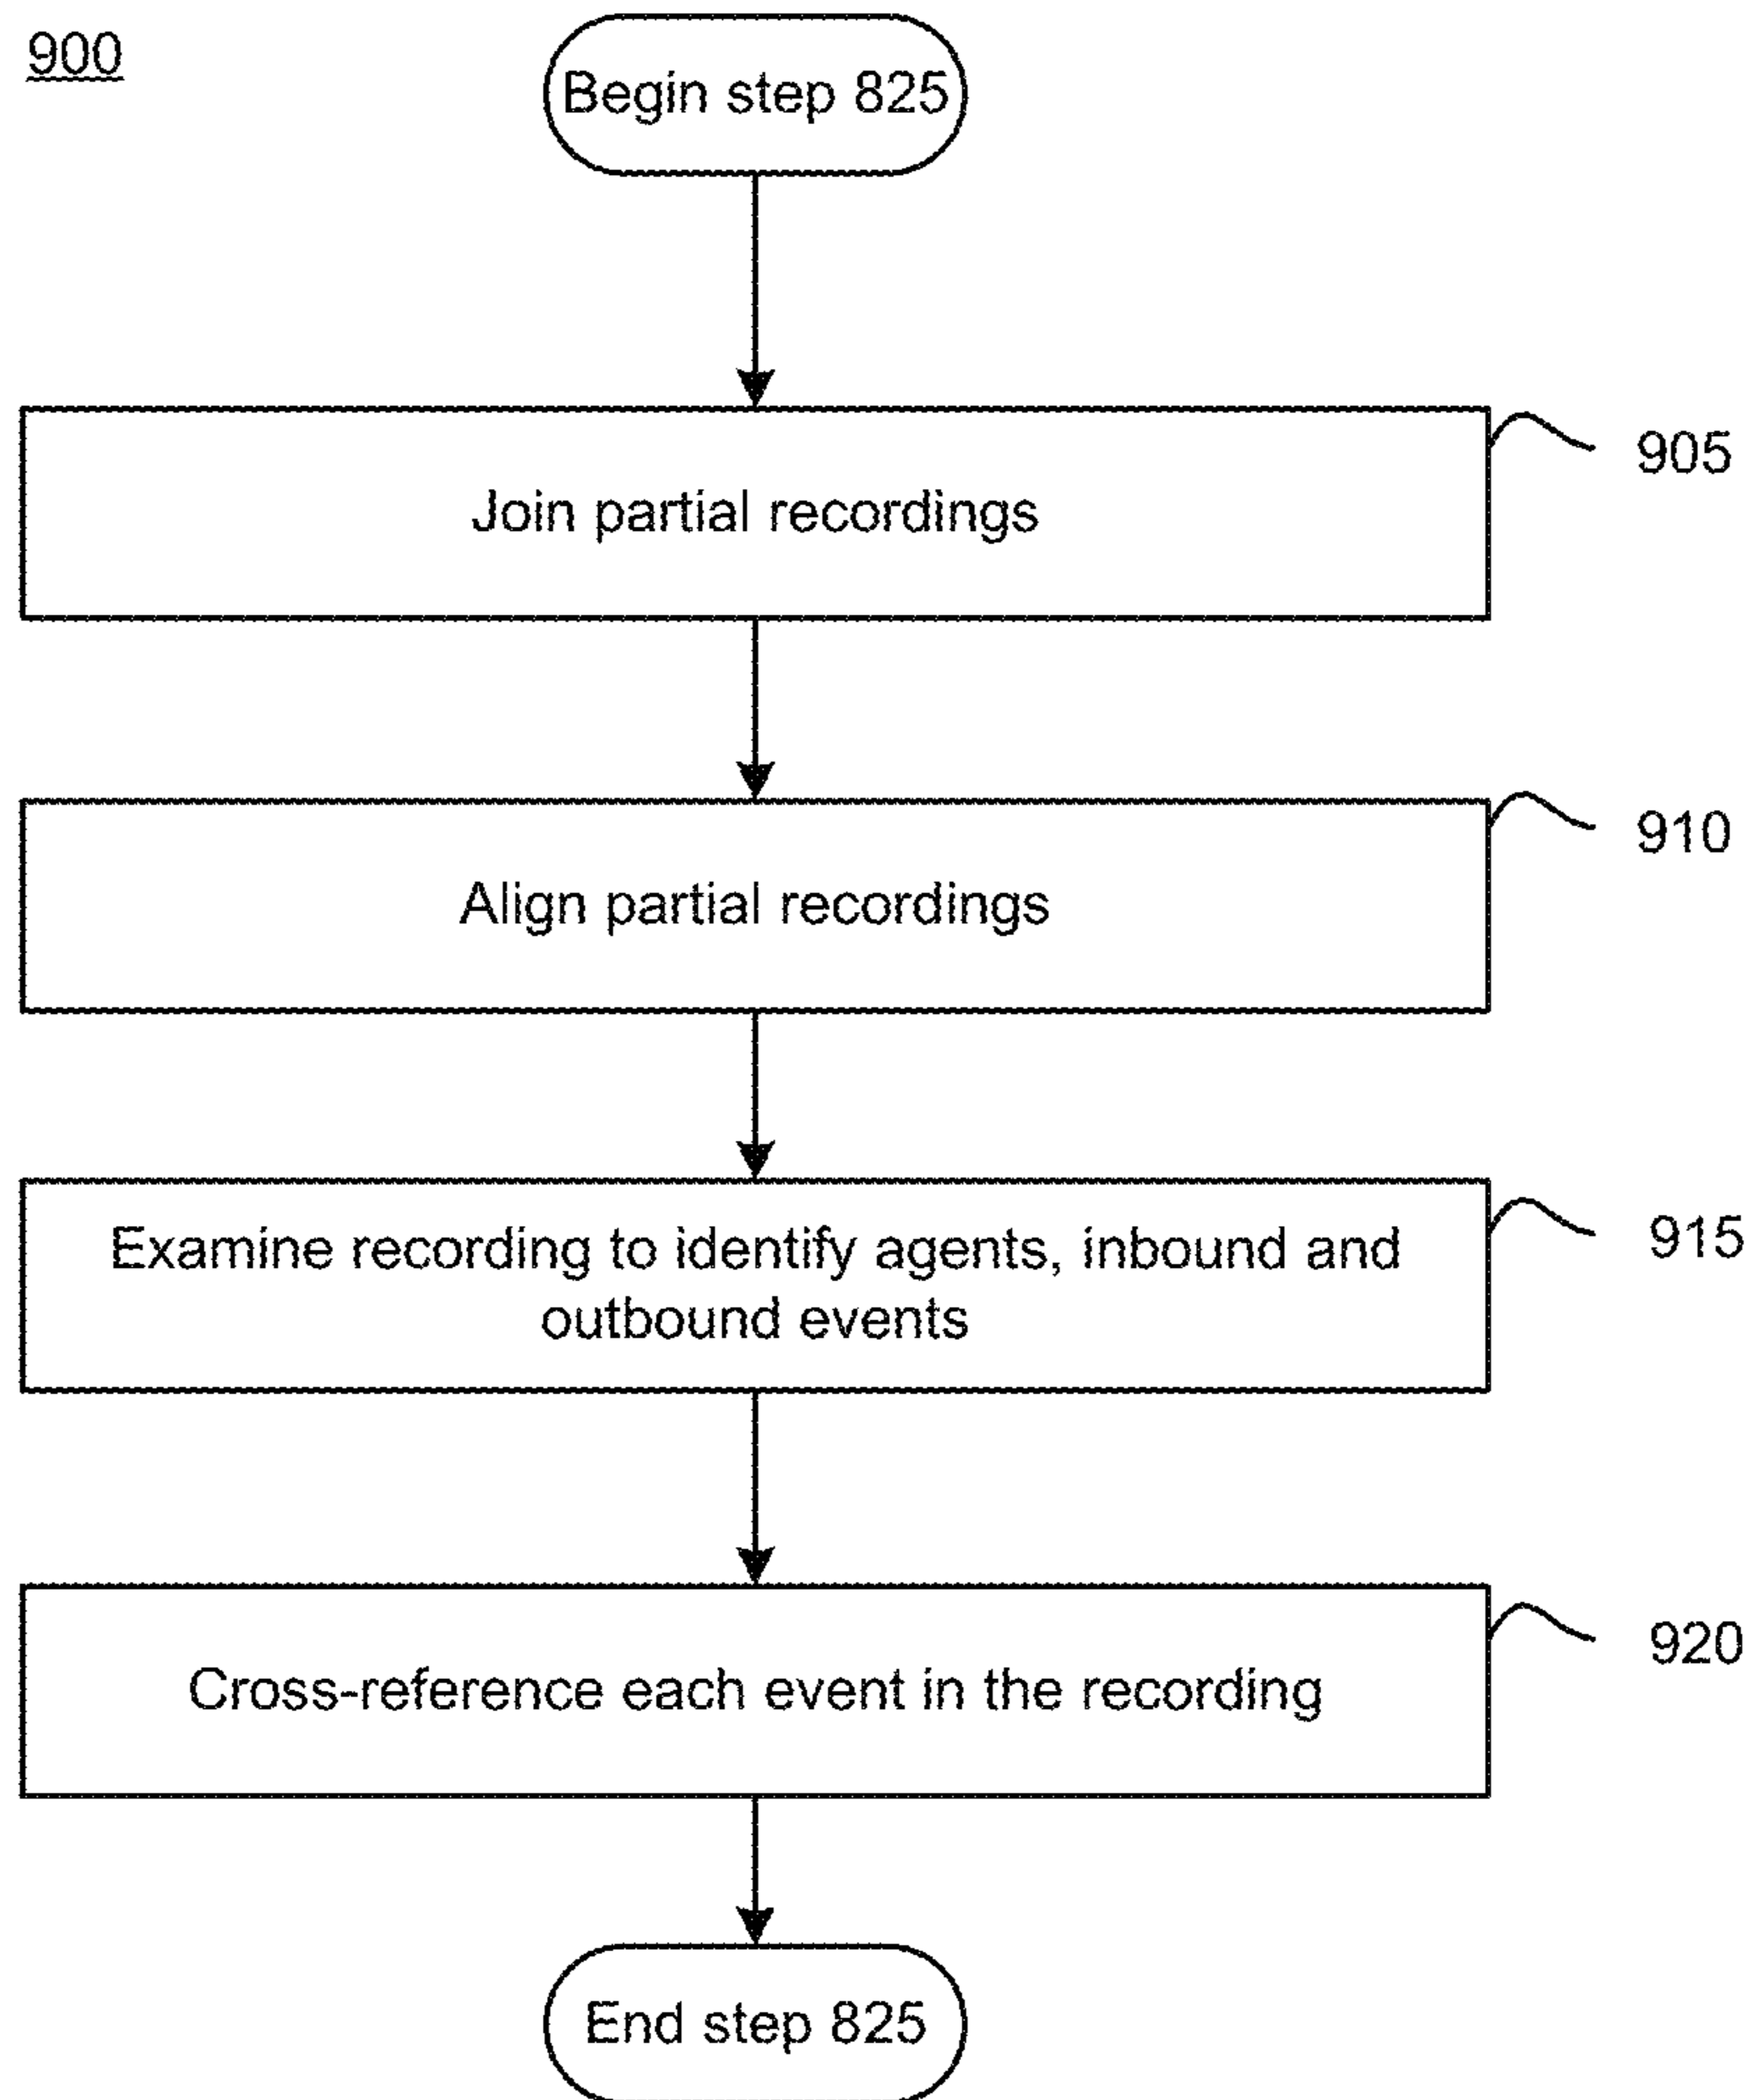 900
Begin step 825
Join partial recordings
905
Align partial recordings
910
Examine recording to identify agents, inbound and
outbound events
915
Cross-reference each event in the recording
920
End step 825